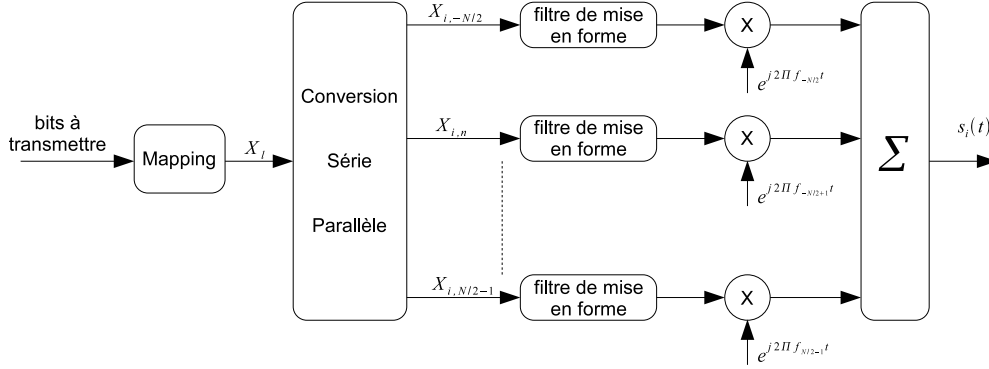 bits à
transmettre
Mapping
X_l
Conversion
Série
Parallèle
X_{i,-N/2}
filtre de mise
en forme
X
e^{j2Πf_{-N/2}t}
X_{i,n}
filtre de mise
en forme
X
e^{j2Πf_{-N/2+1}t}
X_{i,N/2-1}
filtre de mise
en forme
X
e^{j2Πf_{N/2-1}t}
Σ
s_i(t)